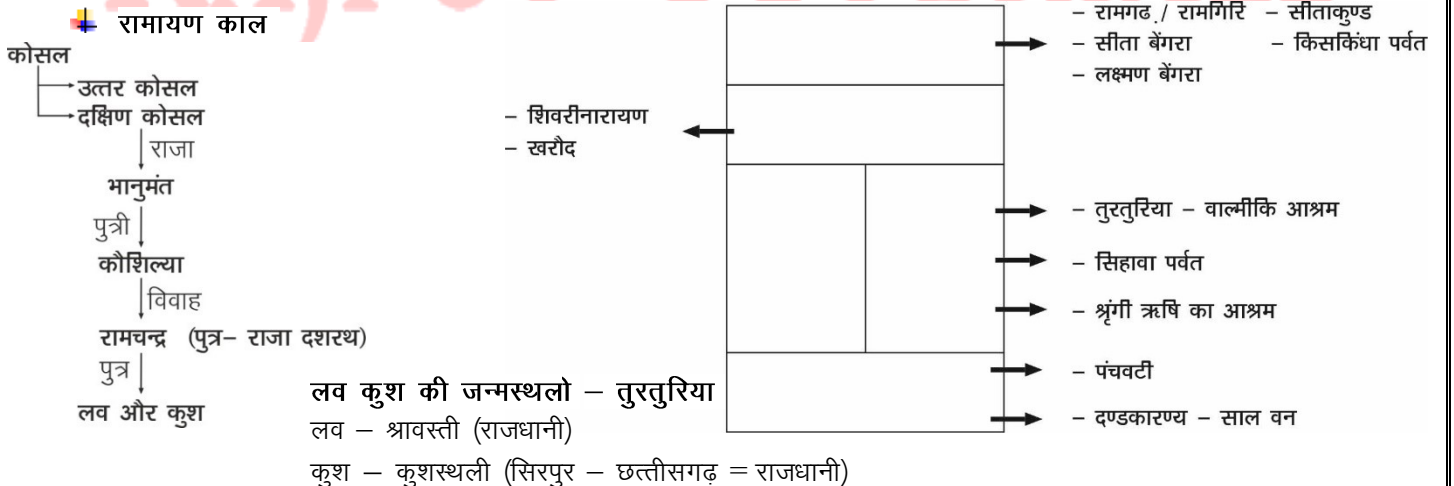 रामायण काल
कोसल
उत्तर कोसल
दक्षिण कोसल
राजा
भानुमंत
पुत्री
कौशिल्या
विवाह
रामचन्द्र (पुत्र– राजा दशरथ)
पुत्र
लव और कुश
लव कुश की जन्मस्थलो – तुरतुरिया
लव – श्रावस्ती (राजधानी)
कुश – कुशस्थली (सिरपुर – छत्तीसगढ़ = राजधानी)
– शिवरीनारायण
– खरौद
– रामगढ़ / रामगिरि – सीताकुण्ड
– सीता बेंगरा – किसकिंधा पर्वत
– लक्ष्मण बेंगरा
– तुरतुरिया – वाल्मीकि आश्रम
– सिहावा पर्वत
– श्रृंगी ऋषि का आश्रम
– पंचवटी
– दण्डकारण्य – साल वन